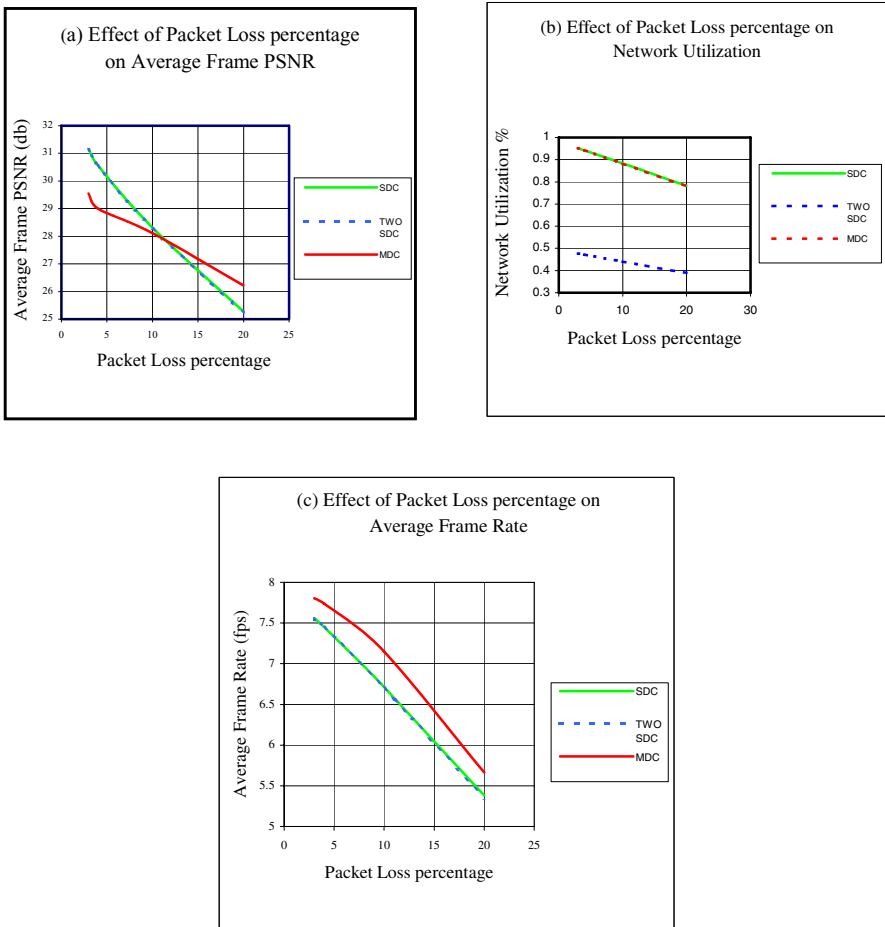 (a) Effect of Packet Loss percentage
on Average Frame PSNR
Average Frame PSNR (db)
32
31
30
29
28
27
26
25
0 5 10 15 20 25
Packet Loss percentage
SDC
TWO
SDC
MDC
(b) Effect of Packet Loss percentage on
Network Utilization
Network Utilization %
1
0.9
0.8
0.7
0.6
0.5
0.4
0.3
0 10 20 30
Packet Loss percentage
SDC
TWO
SDC
MDC
(c) Effect of Packet Loss percentage on
Average Frame Rate
Average Frame Rate (fps)
8
7.5
7
6.5
6
5.5
5
0 5 10 15 20 25
Packet Loss percentage
SDC
TWO
SDC
MDC